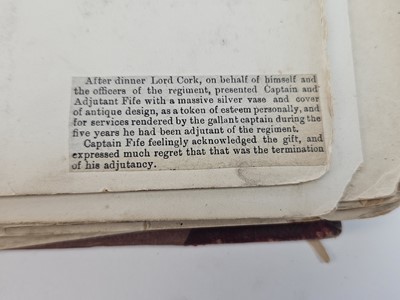 After dinner Lord Cork, on behalf of himself and
the officers of the regiment, presented Captain and
Adjutant Fife with a massive silver vase and cover
of antique design, as a token of esteem personally, and
for services rendered by the gallant captain during the
five years he had been adjutant of the regiment.
Captain Fife feelingly acknowledged the gift, and
expressed much regret that that was the termination
of his adjutancy.